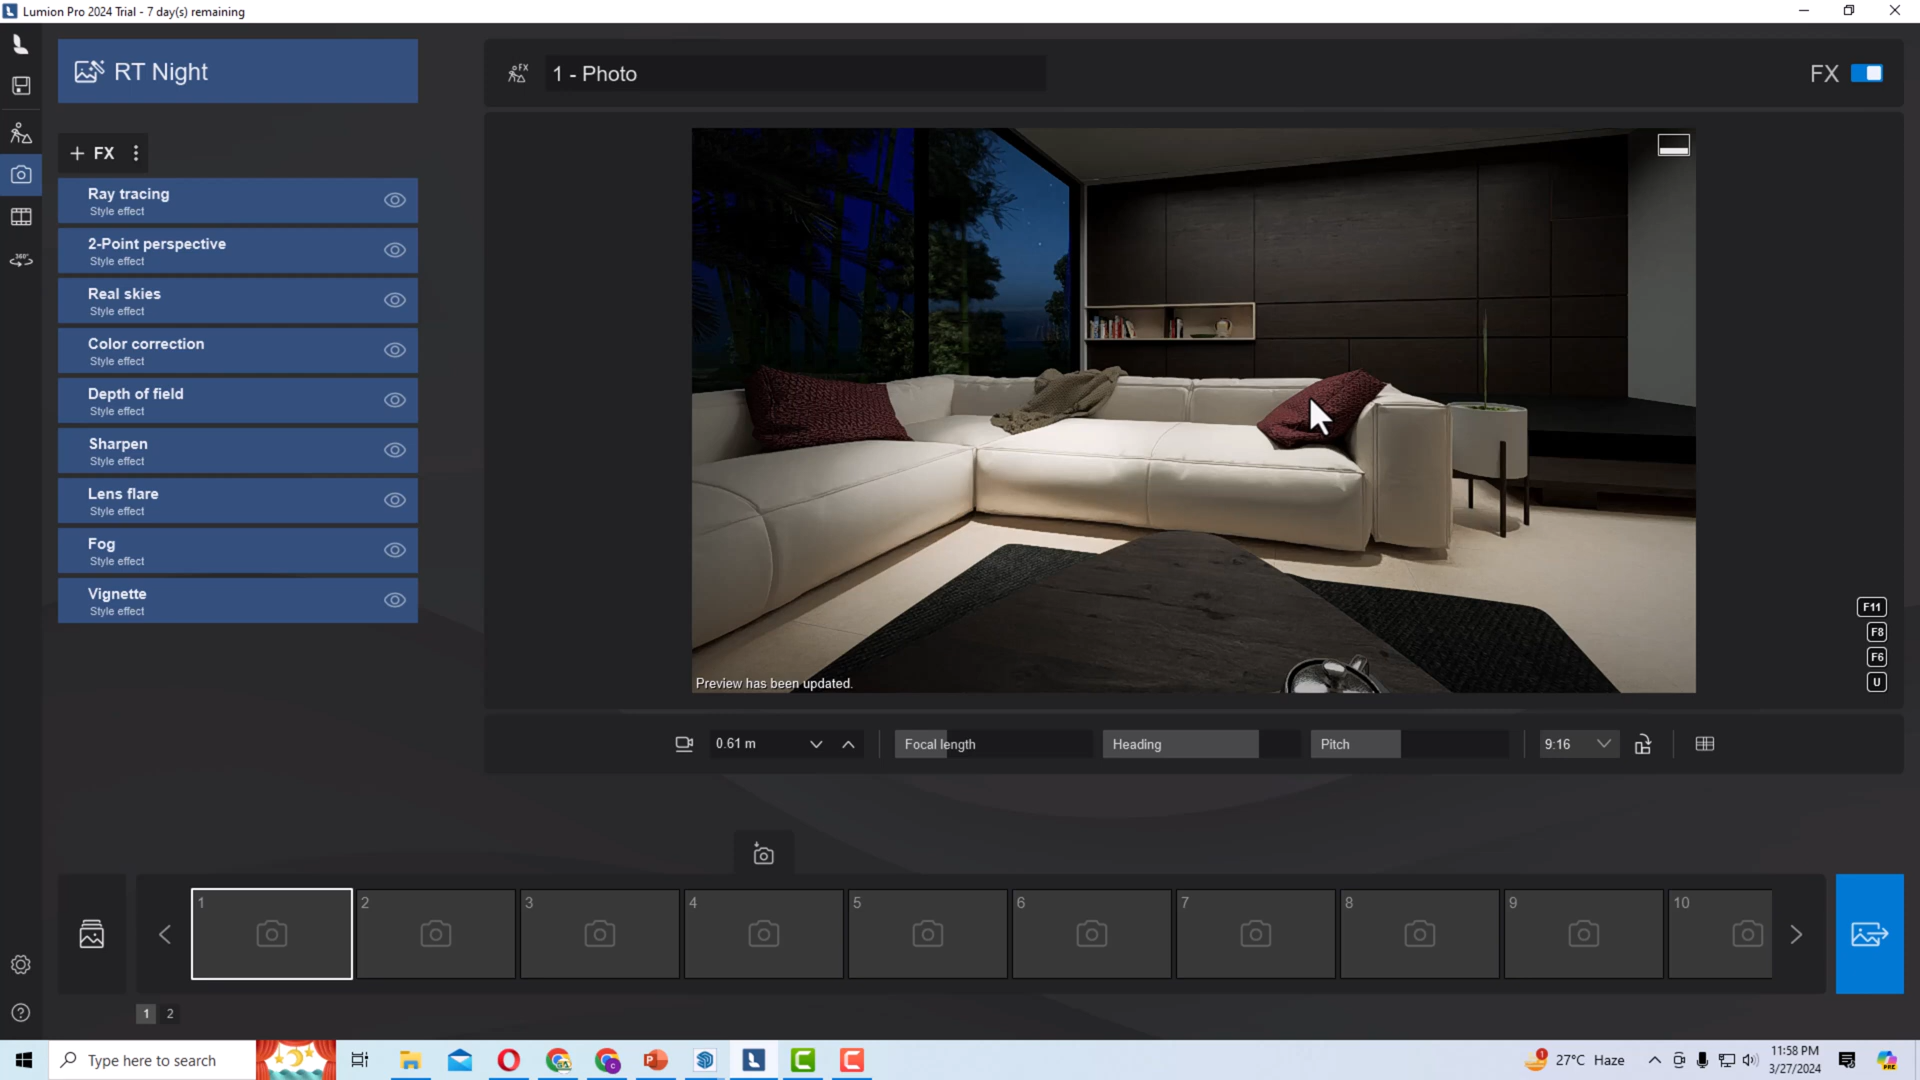 Lumion Pro 2024 Trial - 7 day(s) remaining
RT Night
1 - Photo
FX
+ FX
Ray tracing
Style effect
2-Point perspective
Style effect
Real skies
Style effect
Color correction
Style effect
Depth of field
Style effect
Sharpen
Style effect
Lens flare
Style effect
Fog
Style effect
Vignette
Style effect
FX
360°
Preview has been updated.
F11
F8
F6
U
0.61 m
Focal length
Heading
Pitch
9:16
1
2
3
4
5
6
7
8
9
10
1
2
Type here to search
1
27°C Haze
11:58 PM
3/27/2024
PRE